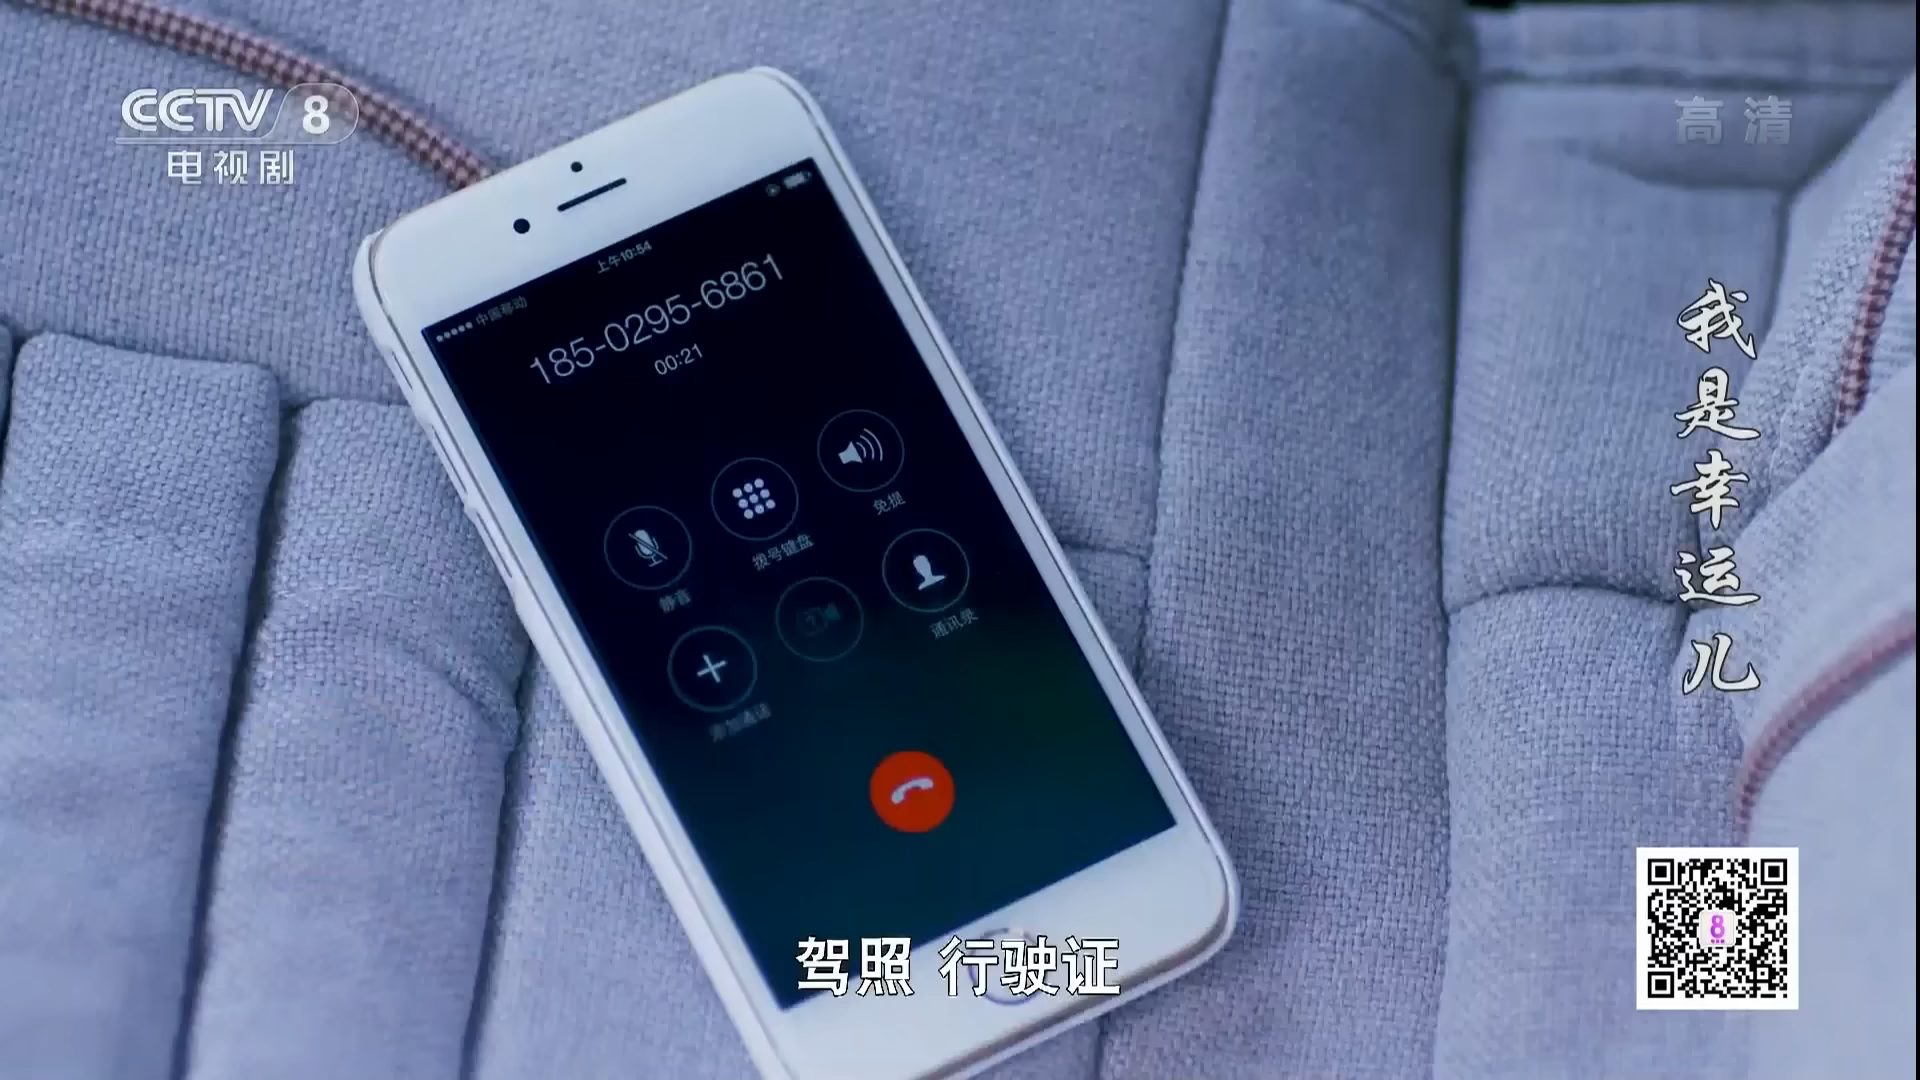 CCTV 8
电视剧
高清
中国移动
上午10:54
185-0295-6861
00:21
静音
拨号键盘
免提
添加通话
通讯录
我是幸运儿
8
驾照 行驶证